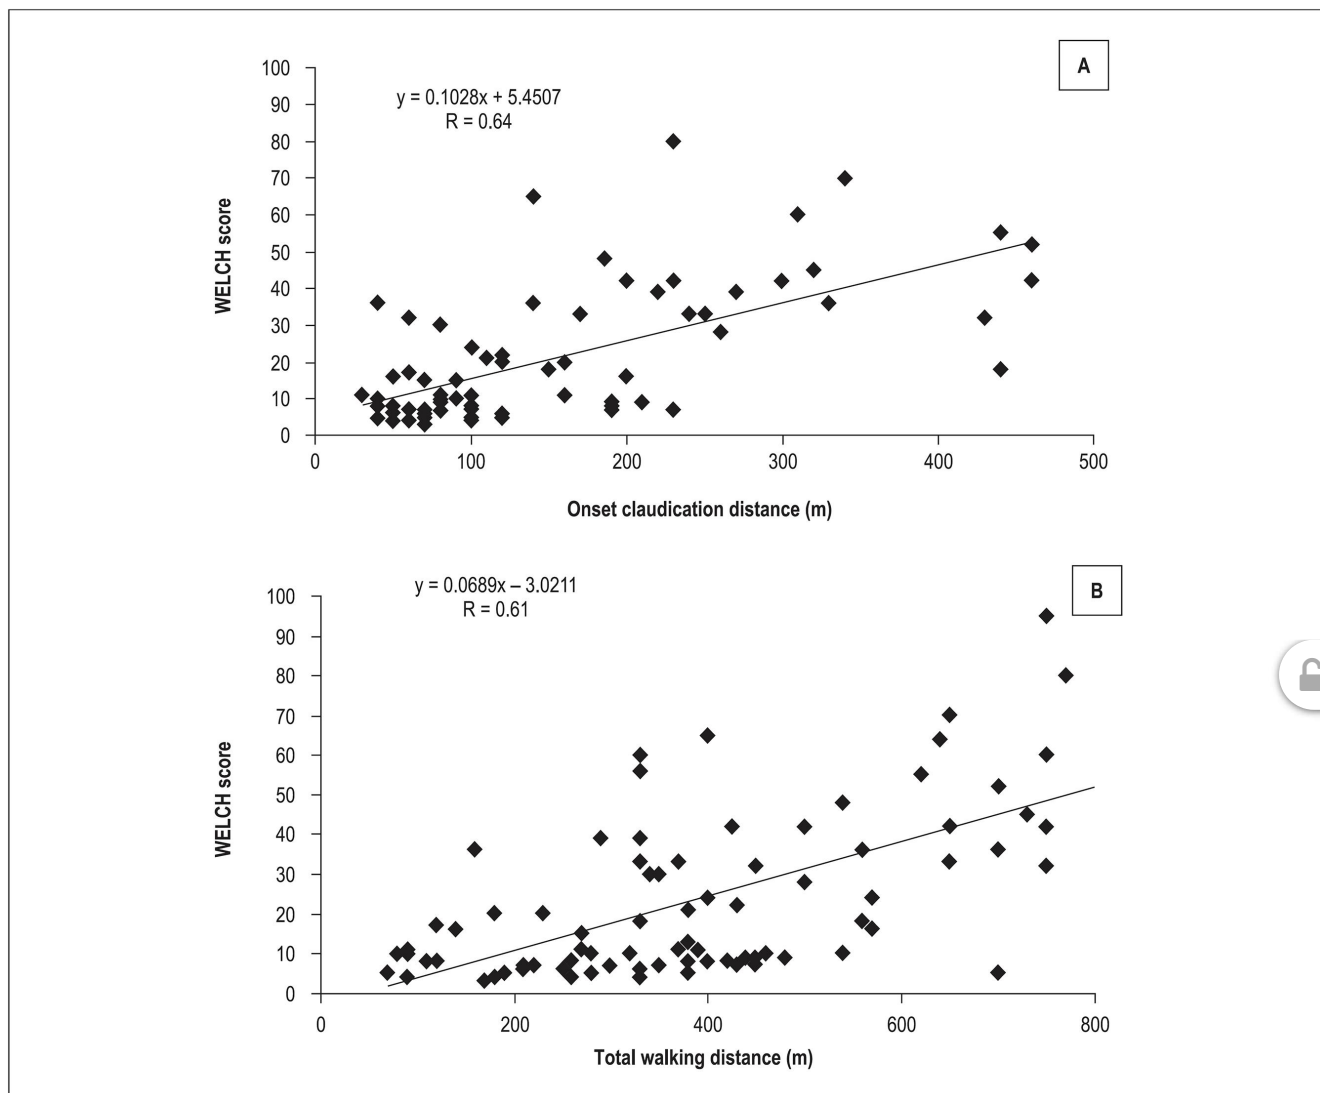 A
y = 0.1028x + 5.4507
R = 0.64
100
90
80
70
60
50
40
30
20
10
0
WELCH score
0 100 200 300 400 500
Onset claudication distance (m)
B
y = 0.0689x – 3.0211
R = 0.61
100
90
80
70
60
50
40
30
20
10
0
WELCH score
0 200 400 600 800
Total walking distance (m)